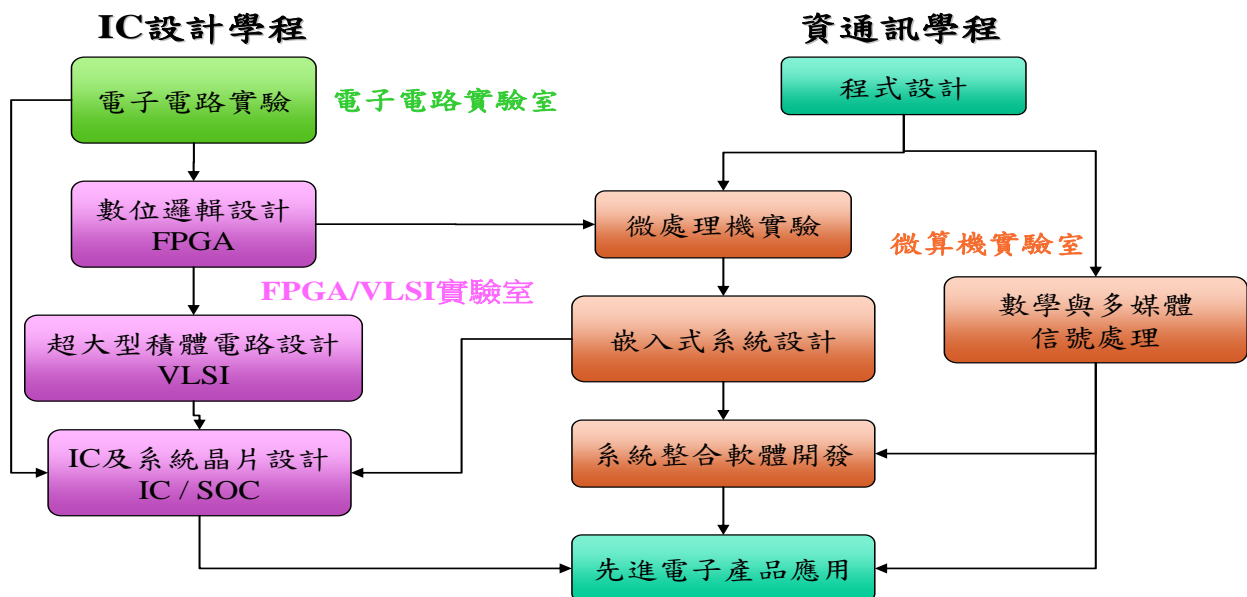 IC設計學程
資通訊學程
電子電路實驗
電子電路實驗室
程式設計
數位邏輯設計
FPGA
微處理機實驗
微算機實驗室
FPGA/VLSI實驗室
數學與多媒體
信號處理
超大型積體電路設計
VLSI
嵌入式系統設計
IC及系統晶片設計
IC / SOC
系統整合軟體開發
先進電子產品應用